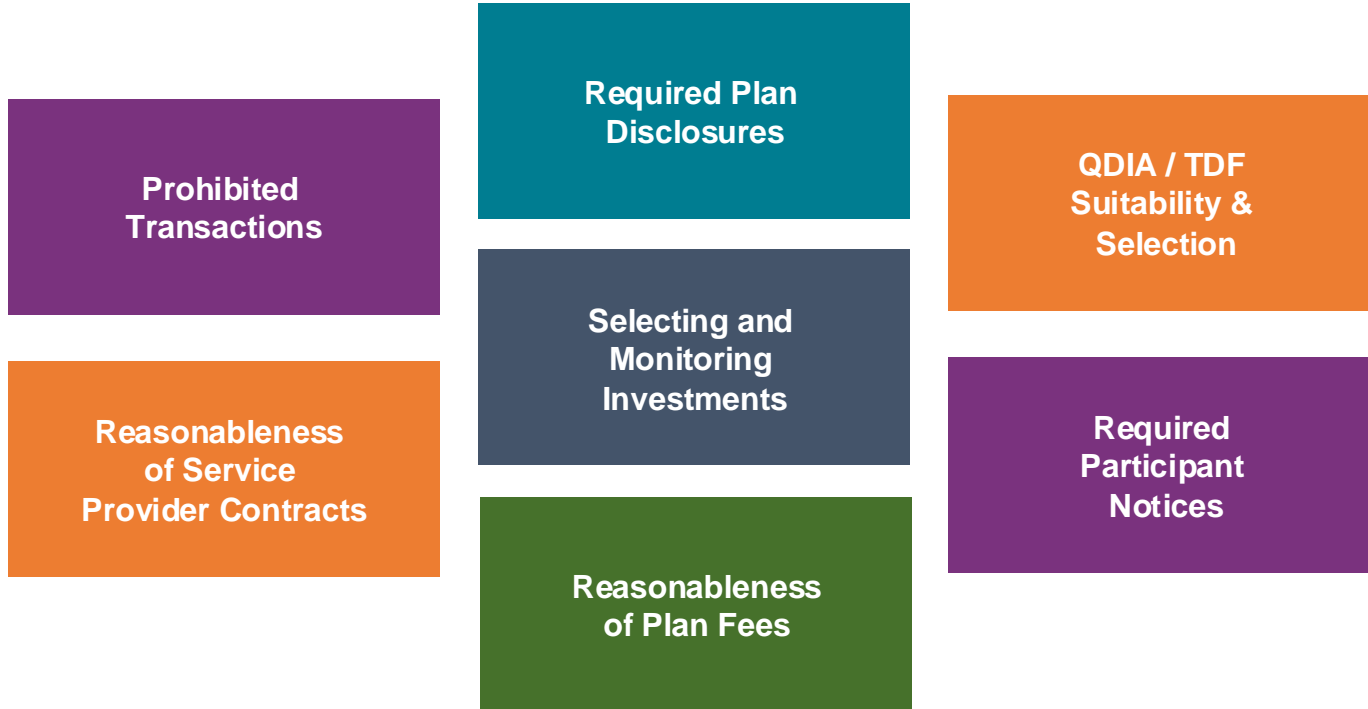 Prohibited
Transactions
Reasonableness
of Service
Provider Contracts
Required Plan
Disclosures
Selecting and
Monitoring
Investments
Reasonableness
of Plan Fees
QDIA / TDF
Suitability &
Selection
Required
Participant
Notices